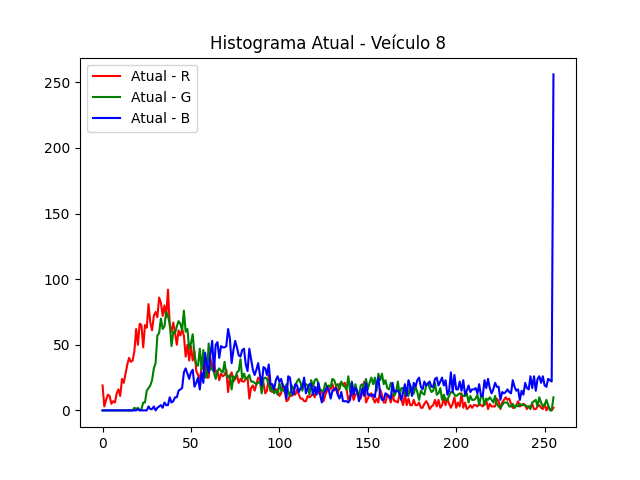 Histograma Atual - Veículo 8
Atual - R
Atual - G
Atual - B
250
200
150
100
50
0
0 50 100 150 200 250